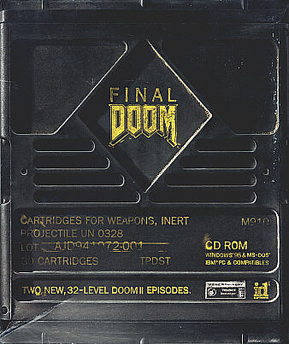 FINAL
DOOM
CARTRIDGES FOR WEAPONS, INERT M910
PROJECTILE UN 0328
LOT AJD941072-001
30 CARTRIDGES TPDST
CD ROM
WINDOWS®95 & MS-DOS®
IBM® PC & COMPATIBLES
TWO, NEW, 32-LEVEL DOOM II EPISODES.
id